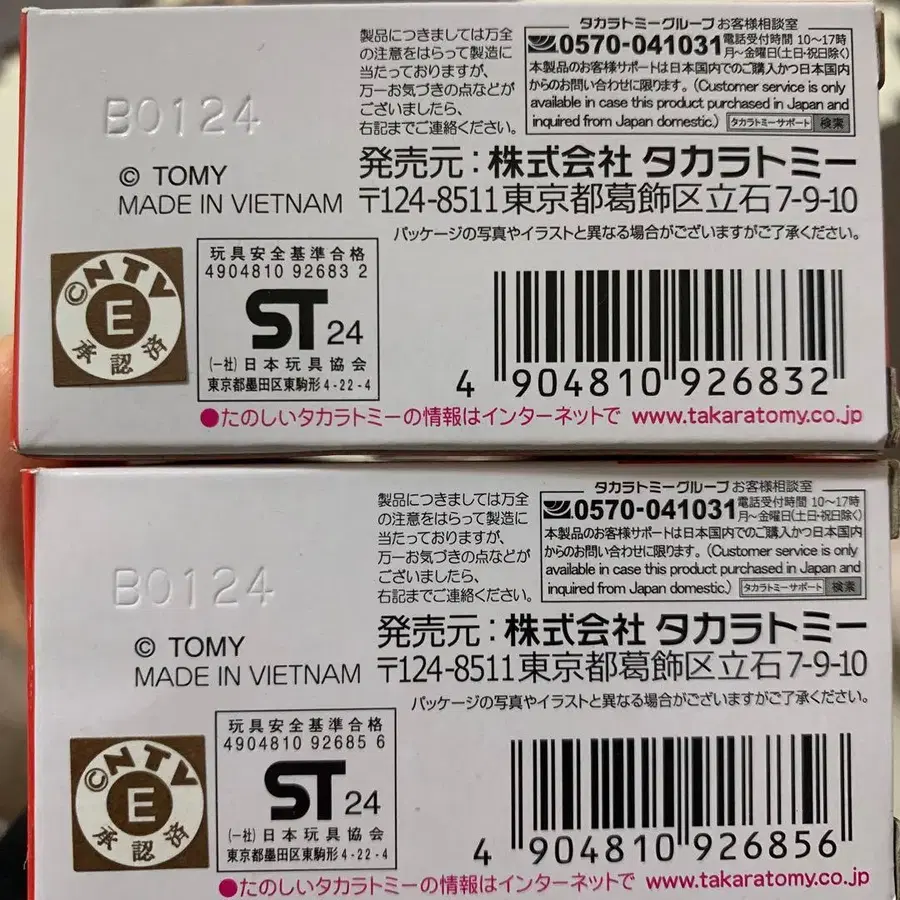 B0124
© TOMY
MADE IN VIETNAM
製品につきましては万全
の注意をはらって製造に
当たっておりますが、
万一お気づきの点などが
ございましたら、
右記までご連絡ください。
タカラトミーグループ お客様相談室
0570-041031 電話受付時間 10〜17時
月〜金曜日(土日・祝日除く)
本製品のお客様サポートは日本国内でのご購入かつ日本国内
からのお問い合わせに限ります。(Customer service is only
available in case this product purchased in Japan and
inquired from Japan domestic.) タカラトミーサポート 検索
発売元：株式会社 タカラトミー
〒124-8511 東京都葛飾区立石7-9-10
パッケージの写真やイラストと異なる場合がございますがご了承ください。
©NTV
E
承認済
玩具安全基準合格
4904810 92683 2
ST 24
(一社)日本玩具協会
東京都墨田区東駒形4-22-4
4 904810 926832
●たのしいタカラトミーの情報はインターネットで www.takaratomy.co.jp
B0124
© TOMY
MADE IN VIETNAM
製品につきましては万全
の注意をはらって製造に
当たっておりますが、
万一お気づきの点などが
ございましたら、
右記までご連絡ください。
タカラトミーグループ お客様相談室
0570-041031 電話受付時間 10〜17時
月〜金曜日(土日・祝日除く)
本製品のお客様サポートは日本国内でのご購入かつ日本国内
からのお問い合わせに限ります。(Customer service is only
available in case this product purchased in Japan and
inquired from Japan domestic.) タカラトミーサポート 検索
発売元：株式会社 タカラトミー
〒124-8511 東京都葛飾区立石7-9-10
パッケージの写真やイラストと異なる場合がございますがご了承ください。
©NTV
E
承認済
玩具安全基準合格
4904810 92685 6
ST 24
(一社)日本玩具協会
東京都墨田区東駒形4-22-4
4 904810 926856
●たのしいタカラトミーの情報はインターネットで www.takaratomy.co.jp